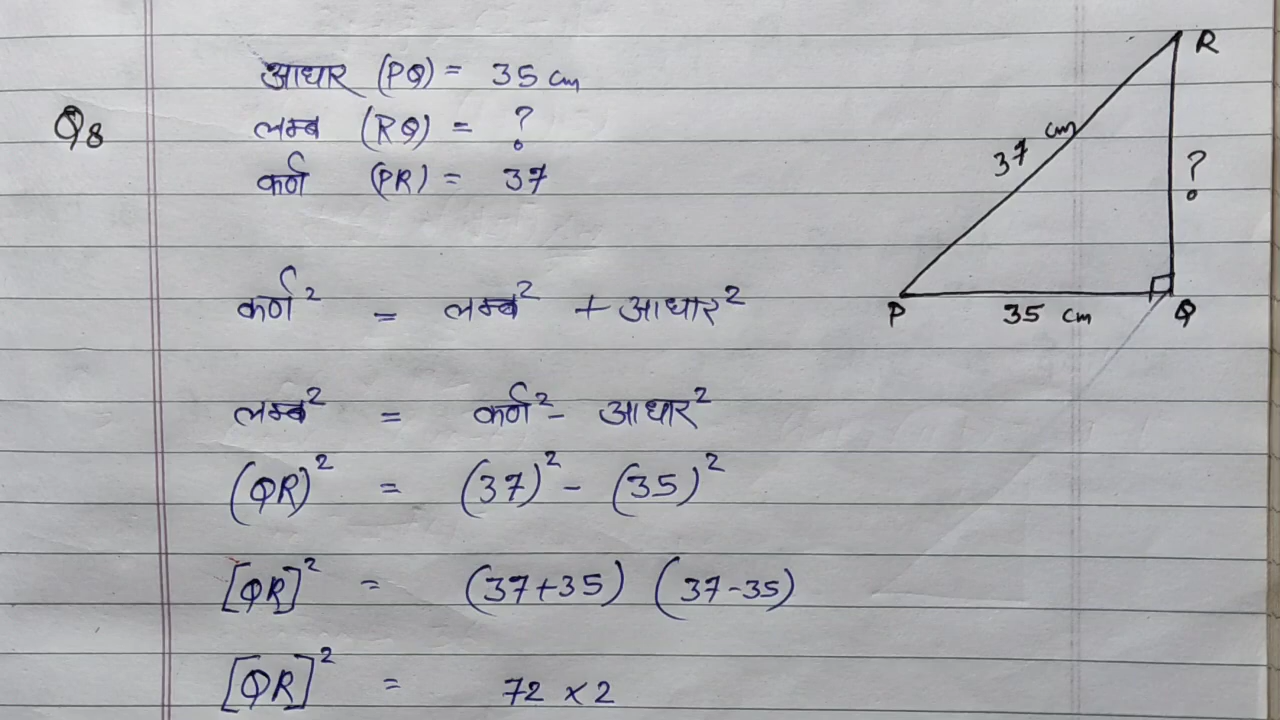 Q8
आधार (PQ) = 35 cm
लम्ब (RQ) = ?
कर्ण (PR) = 37
R
37 cm
?
P
35 cm
Q
कर्ण² = लम्ब² + आधार²
लम्ब² = कर्ण² - आधार²
(QR)² = (37)² - (35)²
[QR]² = (37+35) (37-35)
[QR]² = 72 × 2